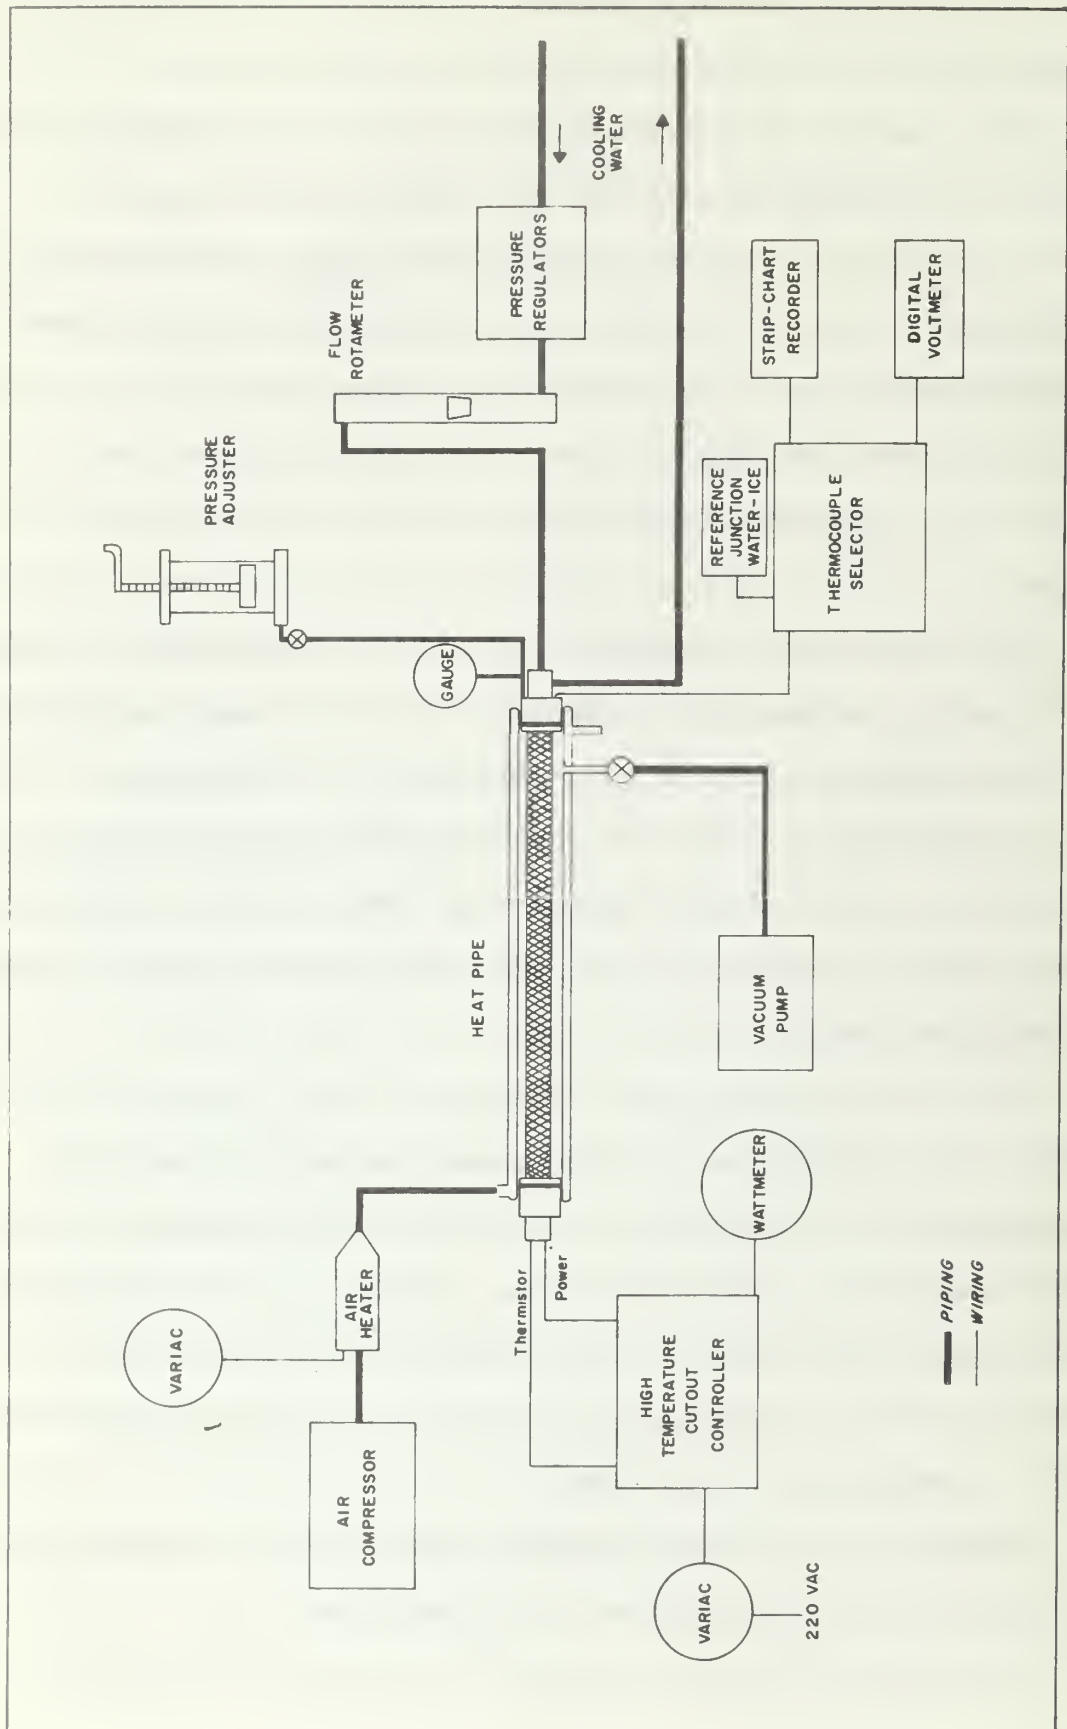 VARIAC
AIR
COMPRESSOR
AIR
HEATER
PRESSURE
ADJUSTER
FLOW
ROTAMETER
GAUGE
PRESSURE
REGULATORS
COOLING
WATER
HEAT PIPE
Thermistor
Power
HIGH
TEMPERATURE
CUTOUT
CONTROLLER
VARIAC
220 VAC
WATTMETER
VACUUM
PUMP
REFERENCE
JUNCTION
WATER-ICE
THERMOCOUPLE
SELECTOR
STRIP-CHART
RECORDER
DIGITAL
VOLTMETER
PIPING
WIRING